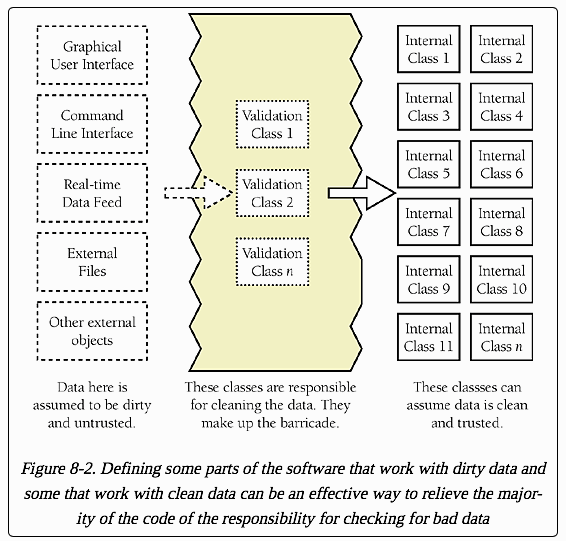 Graphical
User Interface
Command
Line Interface
Real-time
Data Feed
External
Files
Other external
objects
Data here is
assumed to be dirty
and untrusted.
Validation
Class 1
Validation
Class 2
Validation
Class n
These classes are responsible
for cleaning the data. They
make up the barricade.
Internal
Class 1
Internal
Class 2
Internal
Class 3
Internal
Class 4
Internal
Class 5
Internal
Class 6
Internal
Class 7
Internal
Class 8
Internal
Class 9
Internal
Class 10
Internal
Class 11
Internal
Class n
These classses can
assume data is clean
and trusted.
Figure 8-2. Defining some parts of the software that work with dirty data and
some that work with clean data can be an effective way to relieve the major-
ity of the code of the responsibility for checking for bad data